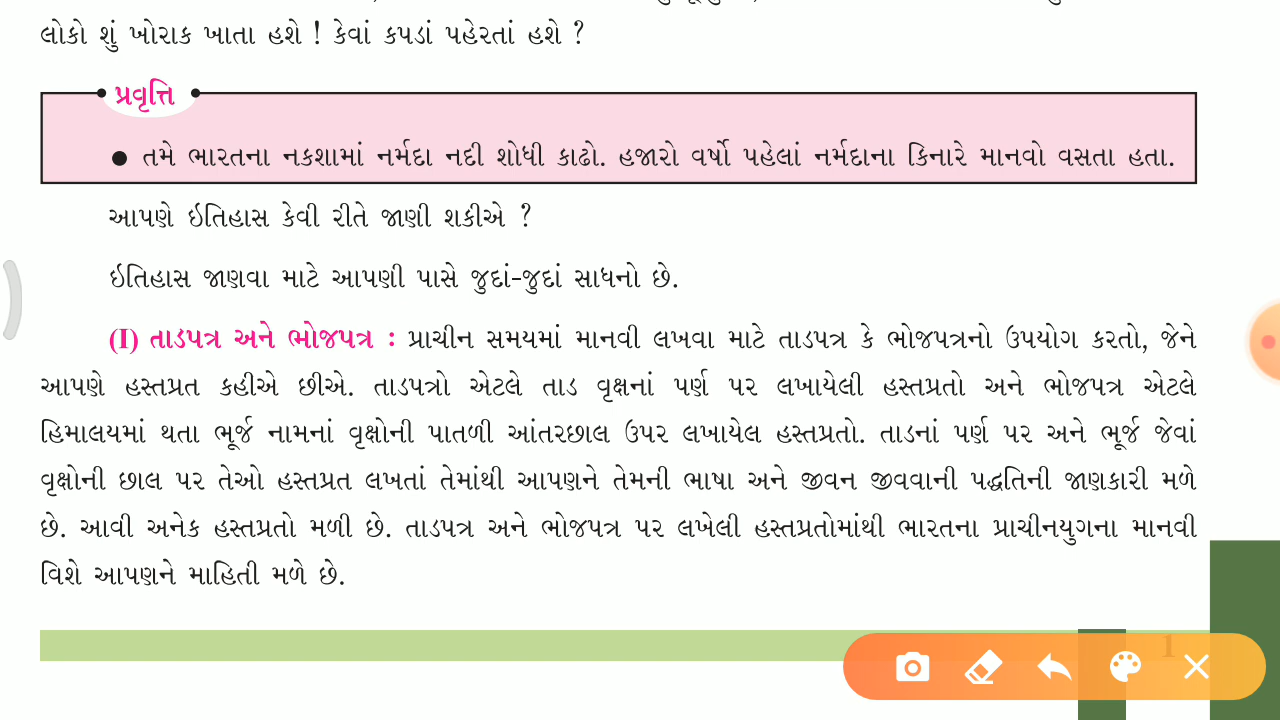 લોકો શું ખોરાક ખાતા હશે ! કેવાં કપડાં પહેરતાં હશે ?
પ્રવૃત્તિ
● તમે ભારતના નકશામાં નર્મદા નદી શોધી કાઢો. હજારો વર્ષો પહેલાં નર્મદાના કિનારે માનવો વસતા હતા.
આપણે ઇતિહાસ કેવી રીતે જાણી શકીએ ?
ઇતિહાસ જાણવા માટે આપણી પાસે જુદાં-જુદાં સાધનો છે.
(I) તાડપત્ર અને ભોજપત્ર : પ્રાચીન સમયમાં માનવી લખવા માટે તાડપત્ર કે ભોજપત્રનો ઉપયોગ કરતો, જેને
આપણે હસ્તપ્રત કહીએ છીએ. તાડપત્રો એટલે તાડ વૃક્ષનાં પર્ણ પર લખાયેલી હસ્તપ્રતો અને ભોજપત્ર એટલે
હિમાલયમાં થતા ભૂર્જ નામનાં વૃક્ષોની પાતળી આંતરછાલ ઉપર લખાયેલ હસ્તપ્રતો. તાડનાં પર્ણ પર અને ભૂર્જ જેવાં
વૃક્ષોની છાલ પર તેઓ હસ્તપ્રત લખતાં તેમાંથી આપણને તેમની ભાષા અને જીવન જીવવાની પદ્ધતિની જાણકારી મળે
છે. આવી અનેક હસ્તપ્રતો મળી છે. તાડપત્ર અને ભોજપત્ર પર લખેલી હસ્તપ્રતોમાંથી ભારતના પ્રાચીનયુગના માનવી
વિશે આપણને માહિતી મળે છે.
1